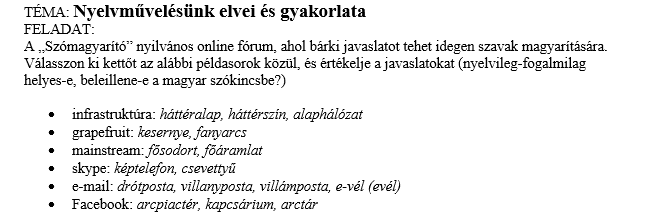 TÉMA: Nyelvművelésünk elvei és gyakorlata
FELADAT:
A „Szómagyarító” nyilvános online fórum, ahol bárki javaslatot tehet idegen szavak magyarítására.
Válasszon ki kettőt az alábbi példasorok közül, és értékelje a javaslatokat (nyelvileg-fogalmilag
helyes-e, beleillene-e a magyar szókincsbe?)
• infrastruktúra: háttéralap, háttérszín, alaphálózat
• grapefruit: kesernye, fanyarcs
• mainstream: fősodort, főáramlat
• skype: képtelefon, csevettyű
• e-mail: drótposta, villanyposta, villámposta, e-vél (evél)
• Facebook: arcpiactér, kapcsárium, arctár